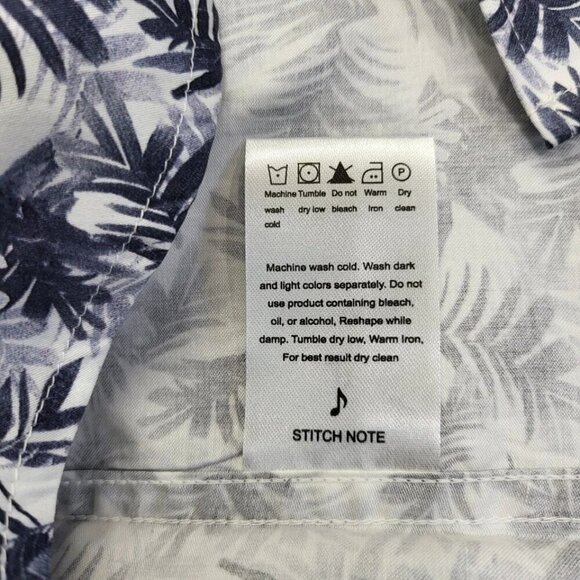 Machine Tumble Do not Warm Dry
wash dry low bleach Iron clean
cold
Machine wash cold. Wash dark
and light colors separately. Do not
use product containing bleach,
oil, or alcohol, Reshape while
damp. Tumble dry low, Warm Iron,
For best result dry clean
STITCH NOTE